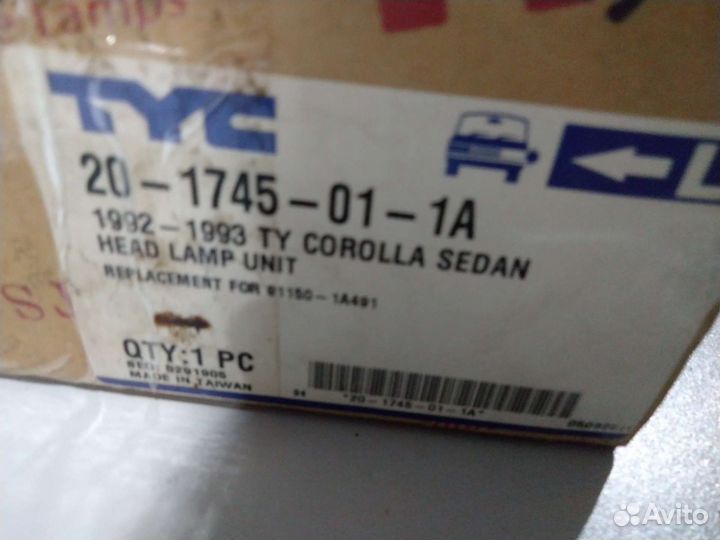 Lamps
TYC
L
20-1745-01-1A
1992-1993 TY COROLLA SEDAN
HEAD LAMP UNIT
REPLACEMENT FOR 81150-1A491
QTY:1 PC
MADE IN TAIWAN
"20-1745-01-1A"
Avito